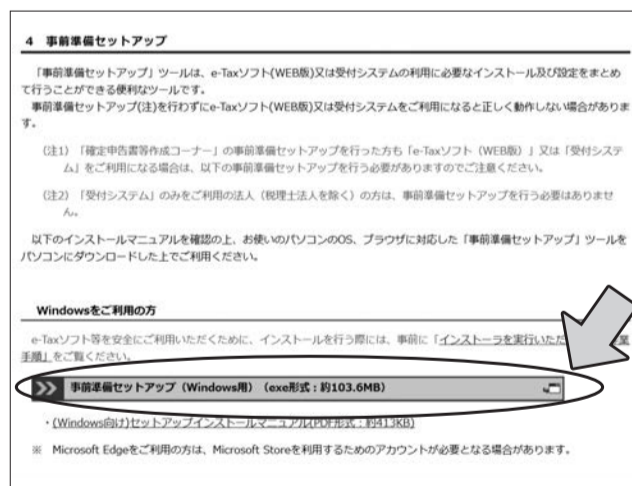 4 事前準備セットアップ
「事前準備セットアップ」ツールは、e-Taxソフト(WEB版)又は受付システムの利用に必要なインストール及び設定をまとめ
て行うことができる便利なツールです。
事前準備セットアップ(注)を行わずにe-Taxソフト(WEB版)又は受付システムをご利用になると正しく動作しない場合がありま
す。
(注1) 「確定申告書等作成コーナー」の事前準備セットアップを行った方も「e-Taxソフト（WEB版）」又は「受付システ
ム」をご利用になる場合は、以下の事前準備セットアップを行う必要がありますのでご注意ください。
(注2) 「受付システム」のみをご利用の法人（税理士法人を除く）の方は、事前準備セットアップを行う必要はありませ
ん。
以下のインストールマニュアルを確認の上、お使いのパソコンのOS、ブラウザに対応した「事前準備セットアップ」ツールを
パソコンにダウンロードした上でご利用ください。
Windowsをご利用の方
e-Taxソフト等を安全にご利用いただくために、インストールを行う際には、事前に「インストーラを実行いただ 業
手順」をご覧ください。
事前準備セットアップ（Windows用）（exe形式：約103.6MB）
・(Windows向け)セットアップインストールマニュアル(PDF形式：約413KB)
※ Microsoft Edgeをご利用の方は、Microsoft Storeを利用するためのアカウントが必要となる場合があります。